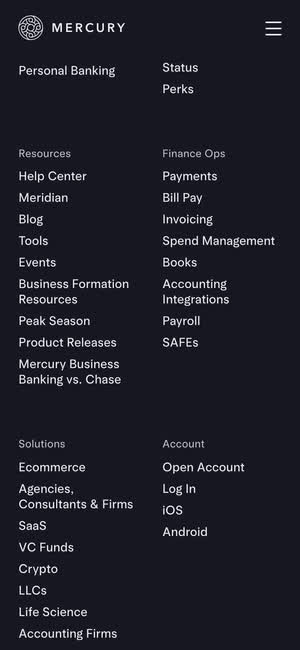 MERCURY
Personal Banking
Status
Perks
Resources
Help Center
Meridian
Blog
Tools
Events
Business Formation
Resources
Peak Season
Product Releases
Mercury Business
Banking vs. Chase
Finance Ops
Payments
Bill Pay
Invoicing
Spend Management
Books
Accounting
Integrations
Payroll
SAFEs
Solutions
Ecommerce
Agencies,
Consultants & Firms
SaaS
VC Funds
Crypto
LLCs
Life Science
Accounting Firms
Account
Open Account
Log In
iOS
Android